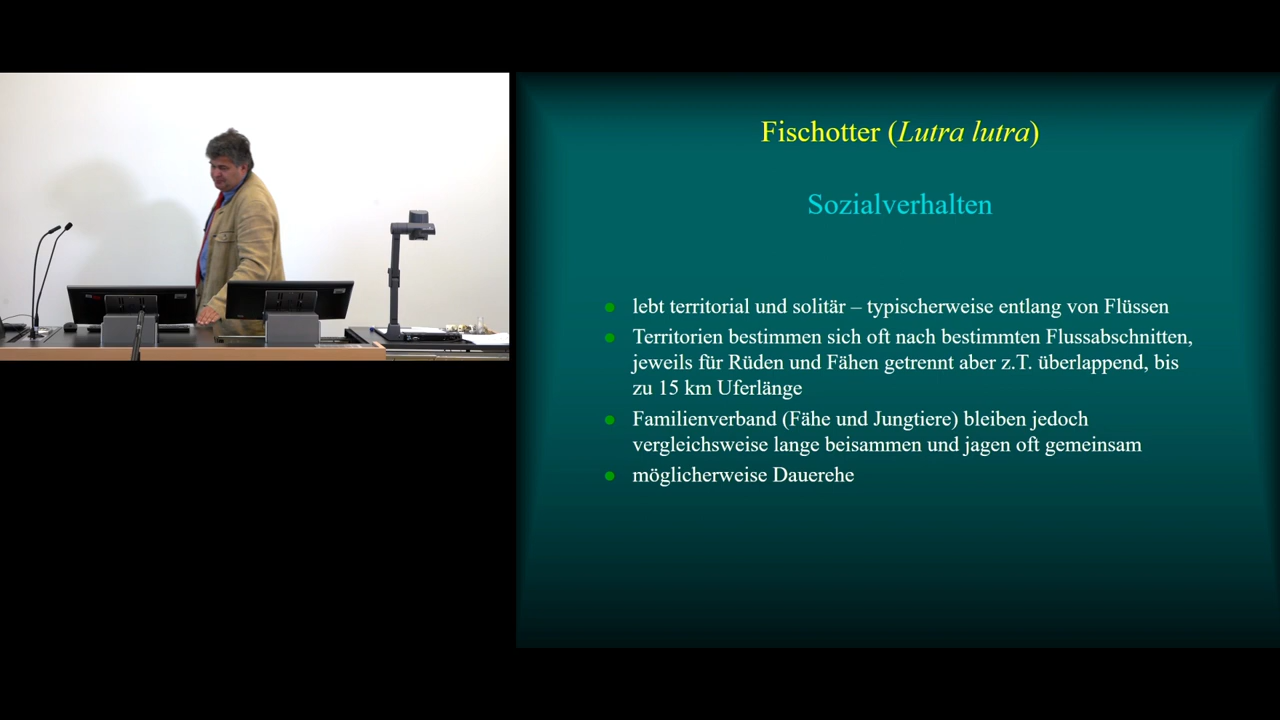 Fischotter (Lutra lutra)
Sozialverhalten
lebt territorial und solitär – typischerweise entlang von Flüssen
Territorien bestimmen sich oft nach bestimmten Flussabschnitten,
jeweils für Rüden und Fähen getrennt aber z.T. überlappend, bis
zu 15 km Uferlänge
Familienverband (Fähe und Jungtiere) bleiben jedoch
vergleichsweise lange beisammen und jagen oft gemeinsam
möglicherweise Dauerehe